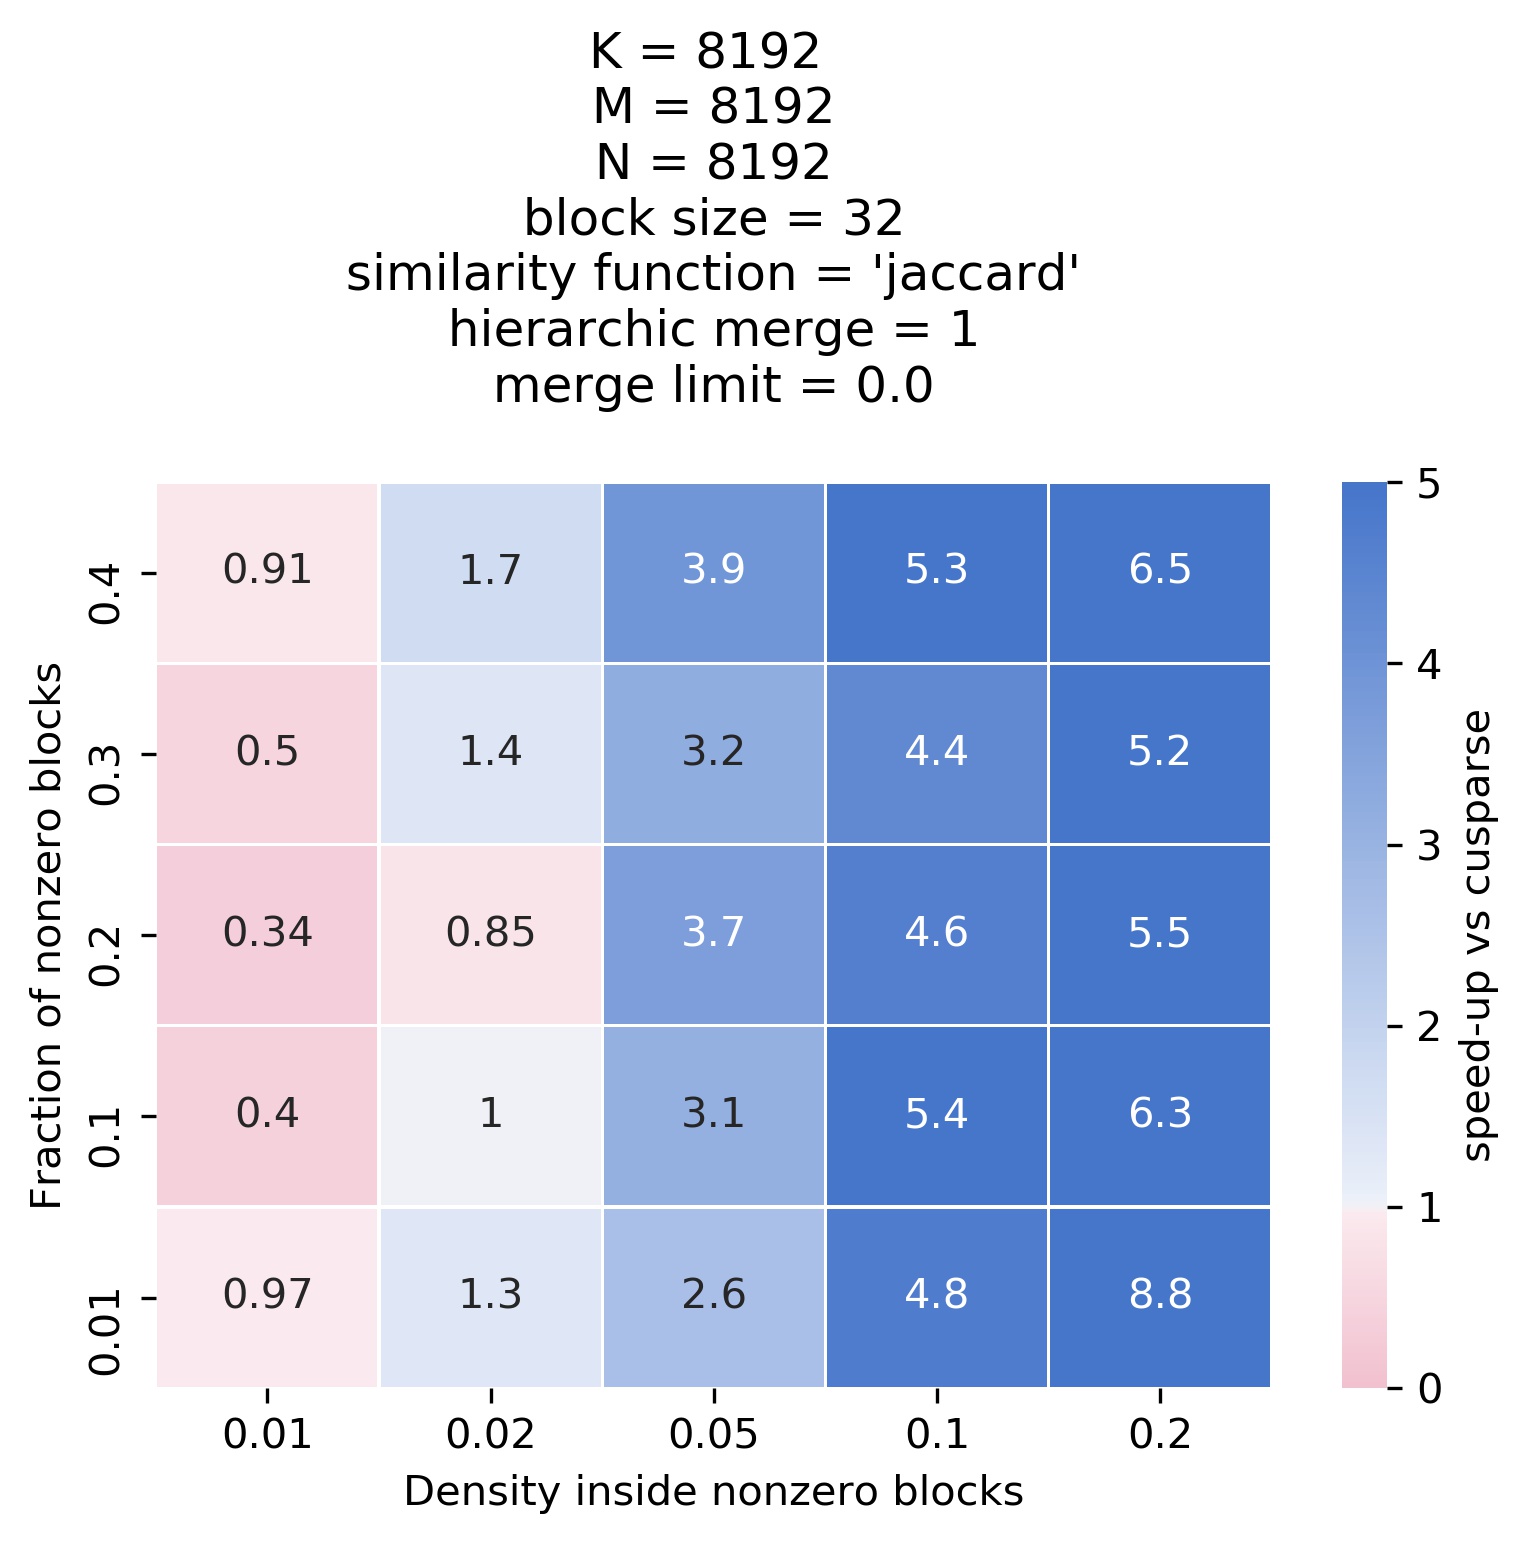 K = 8192
M = 8192
N = 8192
block size = 32
similarity function = 'jaccard'
hierarchic merge = 1
merge limit = 0.0
Fraction of nonzero blocks
0.4
0.91 1.7 3.9 5.3 6.5
0.3
0.5 1.4 3.2 4.4 5.2
0.2
0.34 0.85 3.7 4.6 5.5
0.1
0.4 1 3.1 5.4 6.3
0.01
0.97 1.3 2.6 4.8 8.8
0.01 0.02 0.05 0.1 0.2
Density inside nonzero blocks
5
4
3
2
1
0
speed-up vs cusparse